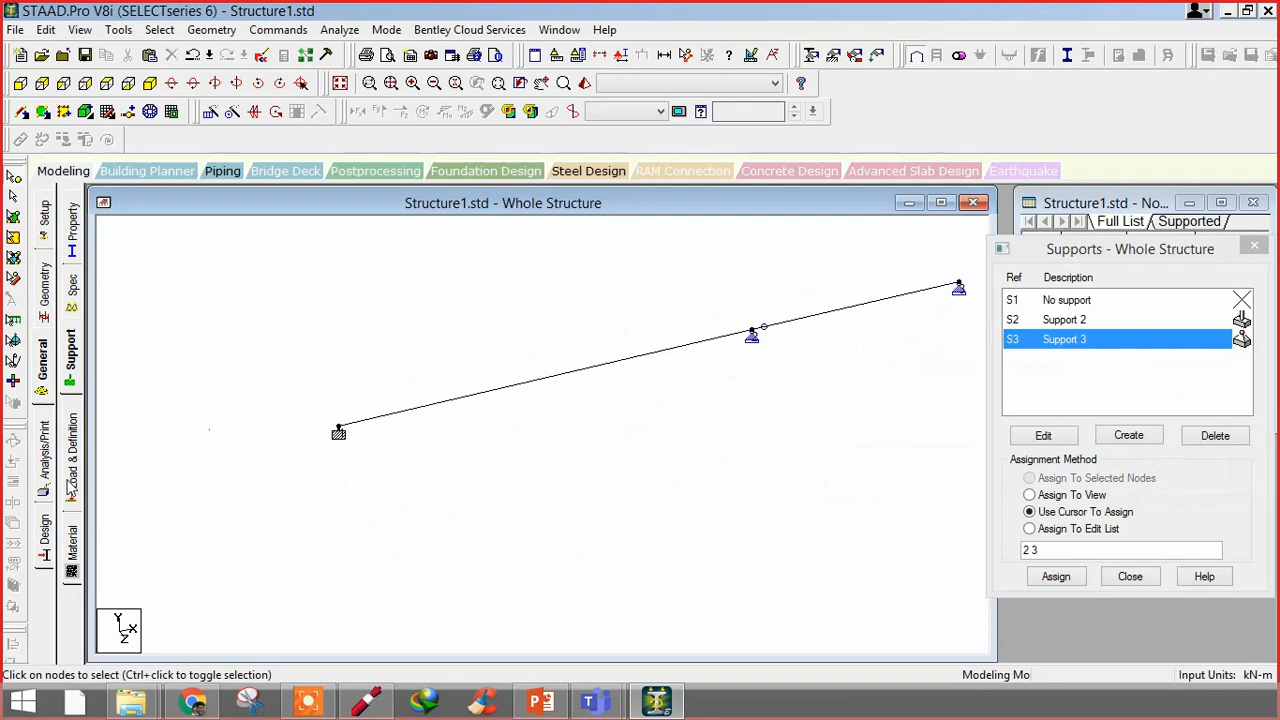 STAAD.Pro V8i (SELECTseries 6) - Structure1.std
File Edit View Tools Select Geometry Commands Analyze Mode Bentley Cloud Services Window Help
Modeling Building Planner Piping Bridge Deck Postprocessing Foundation Design Steel Design RAM Connection Concrete Design Advanced Slab Design Earthquake
Structure1.std - Whole Structure
Structure1.std - No...
Full List Supported
Setup
Geometry
General
Analysis/Print
Design
Property
Spec
Support
Load & Definition
Material
Supports - Whole Structure
Ref Description
S1 No support
S2 Support 2
S3 Support 3
Edit Create Delete
Assignment Method
Assign To Selected Nodes
Assign To View
Use Cursor To Assign
Assign To Edit List
2 3
Assign Close Help
Y
X
Z
Click on nodes to select (Ctrl+click to toggle selection) Modeling Mo Input Units: kN-m